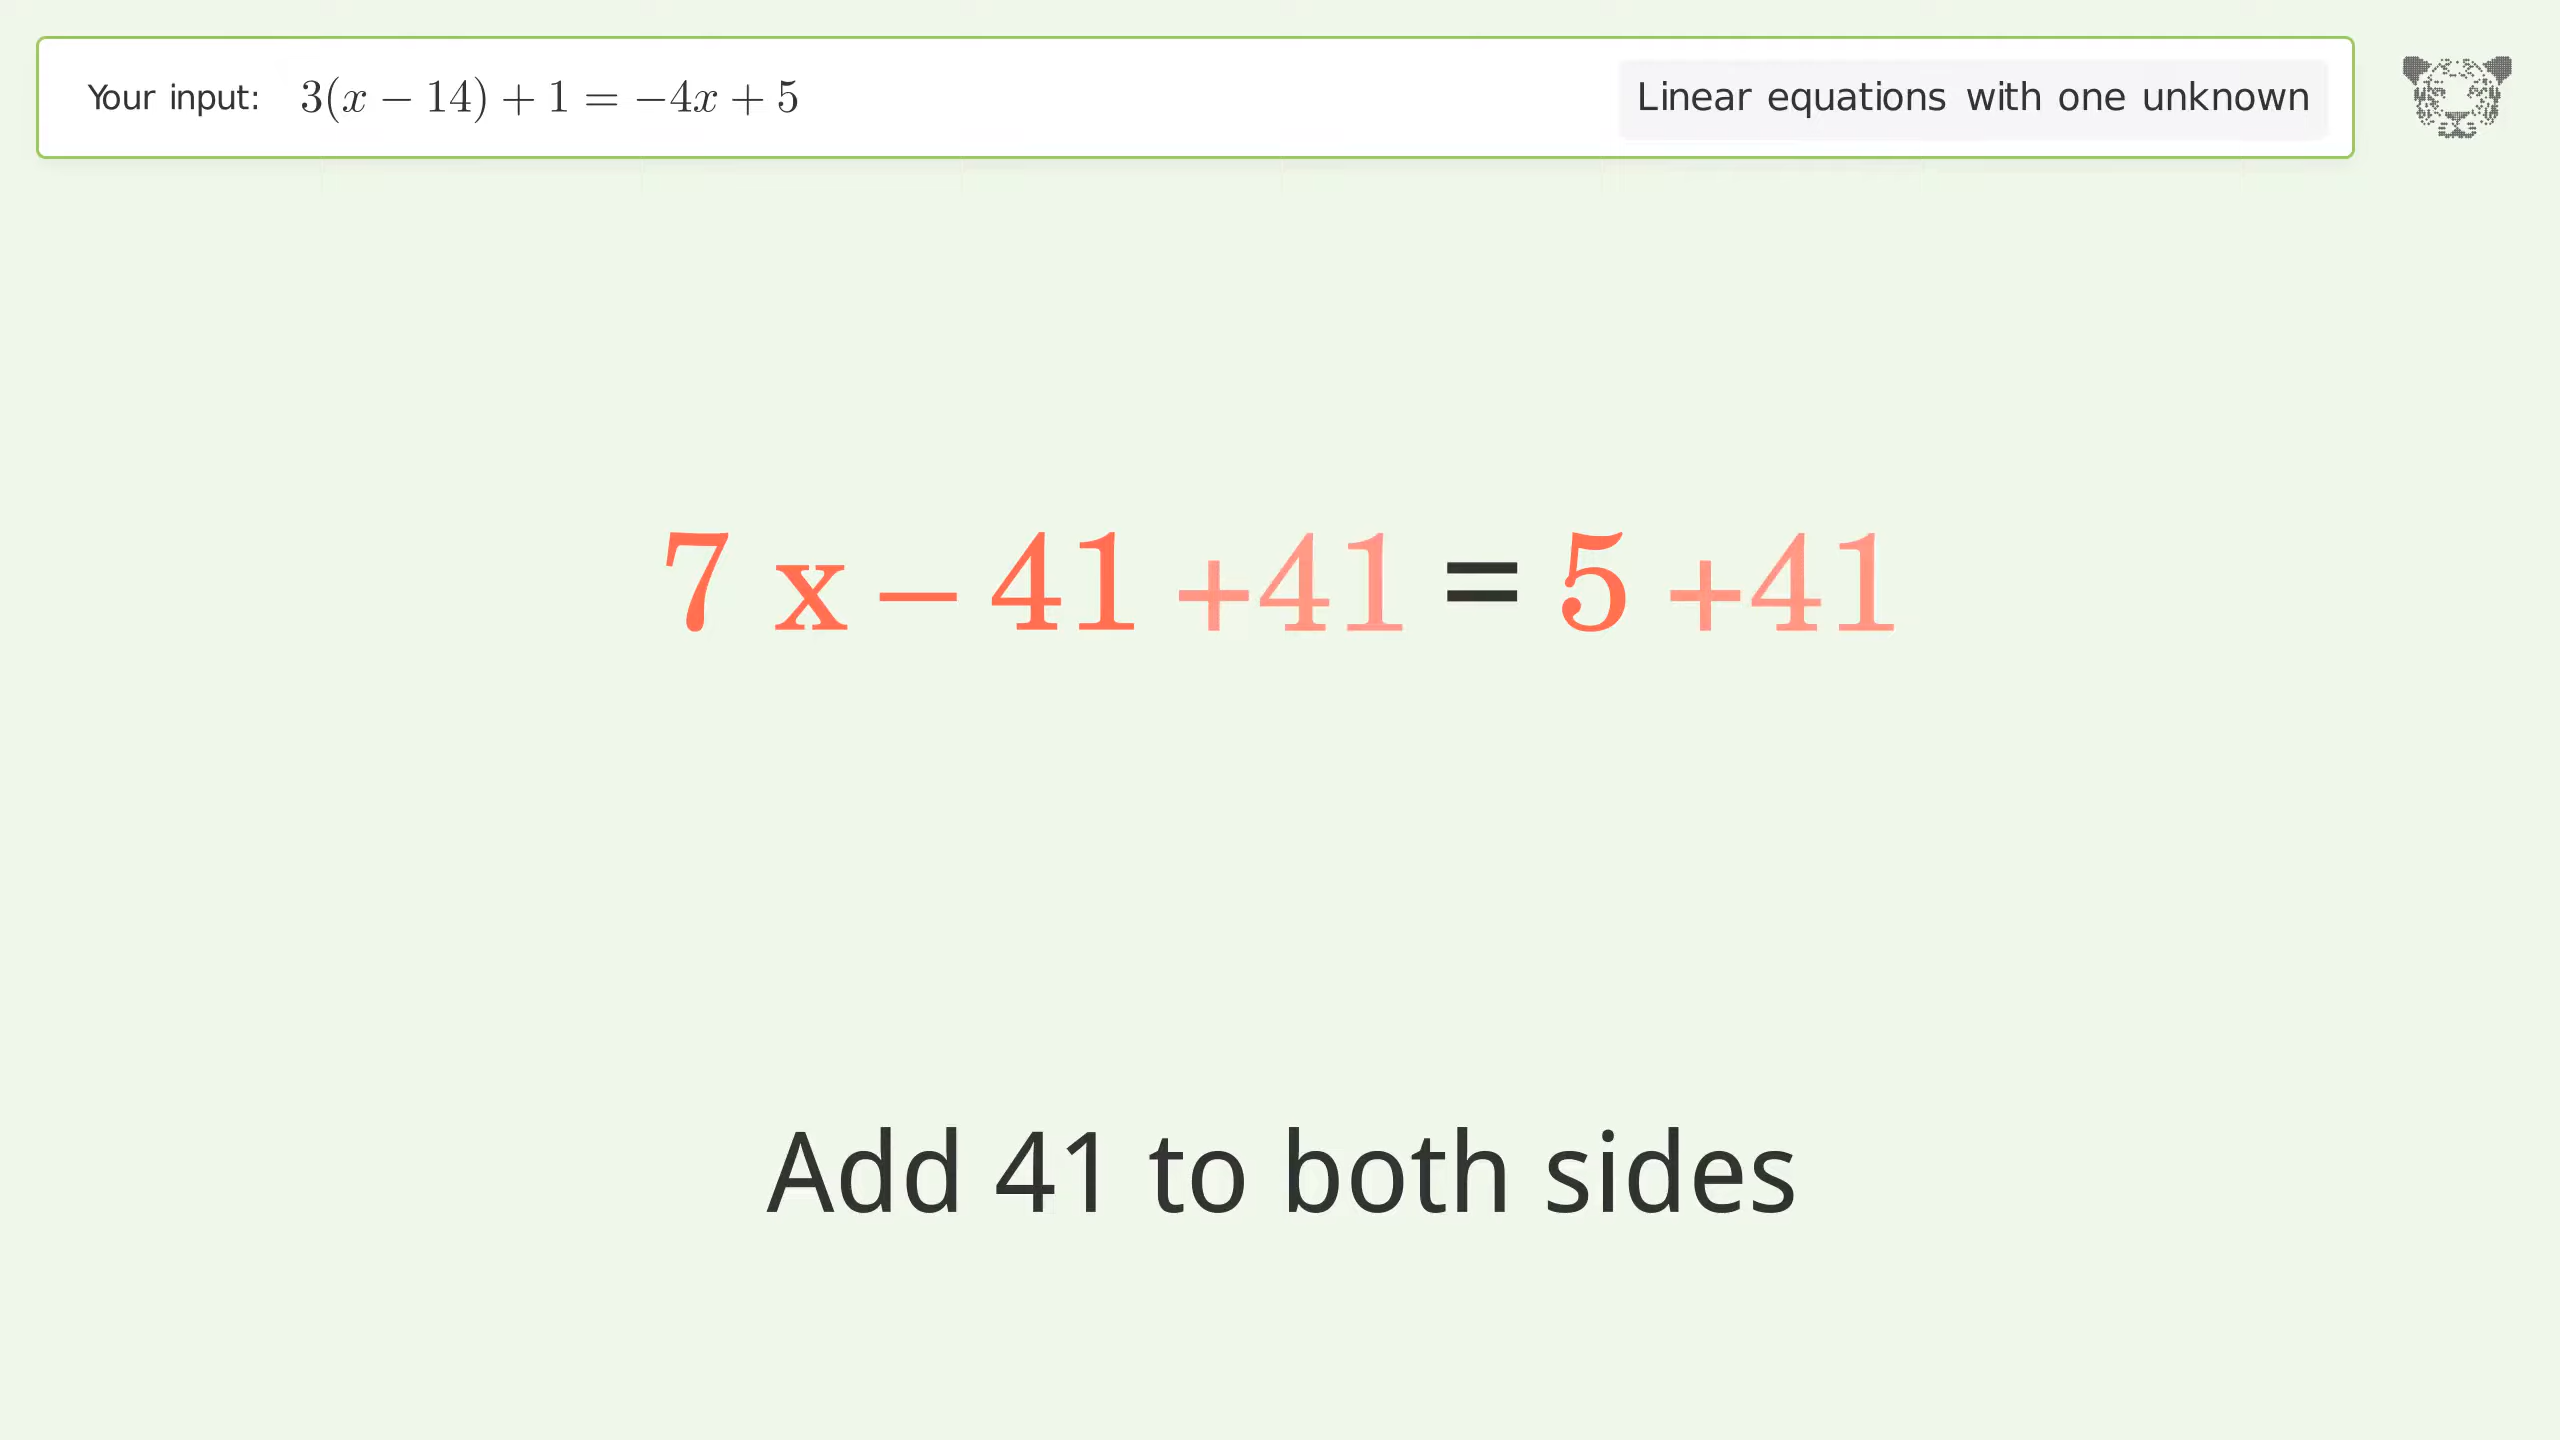 Your input: 3(x − 14) + 1 = −4x + 5 Linear equations with one unknown
7 x − 41 +41 = 5 +41
Add 41 to both sides